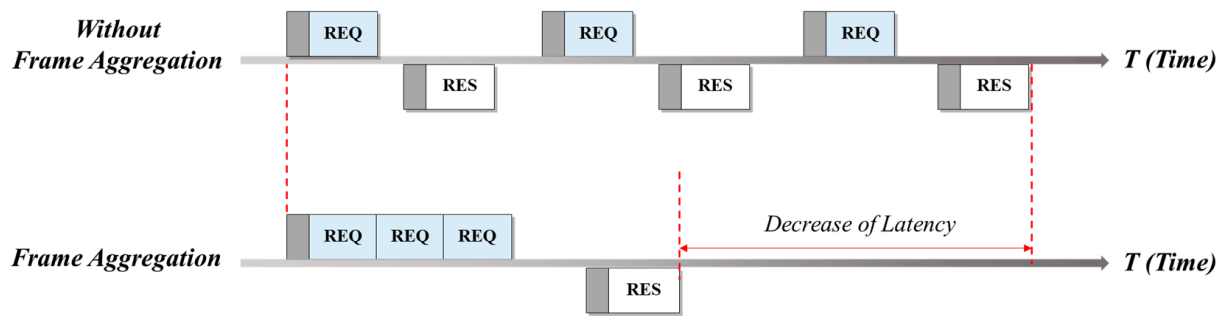 Without
Frame Aggregation
REQ
REQ
REQ
T (Time)
RES
RES
RES
Decrease of Latency
Frame Aggregation
REQ
REQ
REQ
T (Time)
RES